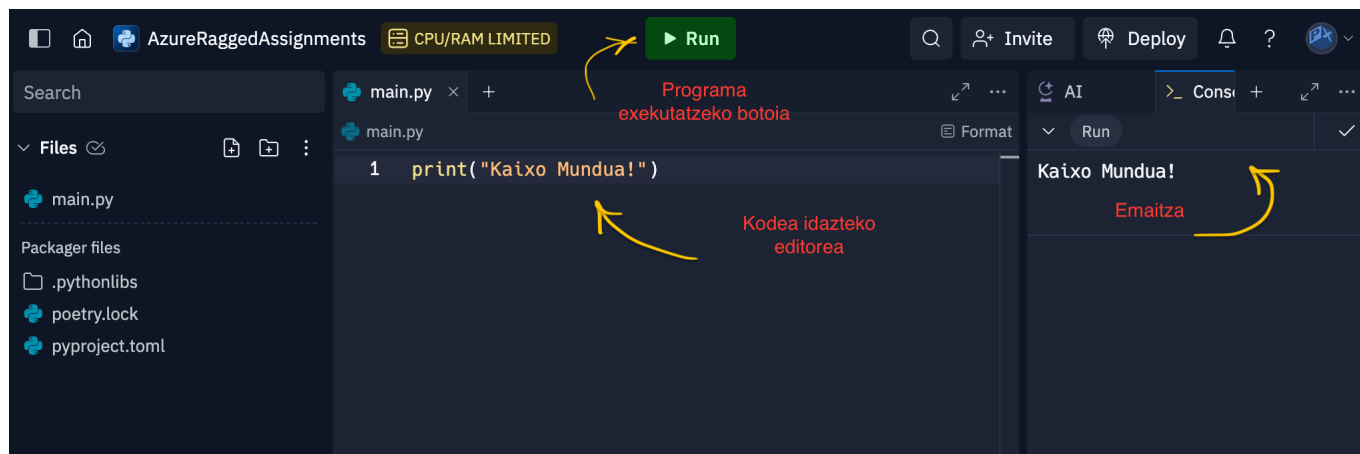 AzureRaggedAssignments
CPU/RAM LIMITED
Run
Invite
Deploy
?
Search
main.py × +
AI
>_ Conso +
Programa
exekutatzeko botoia
main.py
Format
Run
Files
1 print("Kaixo Mundua!")
Kaixo Mundua!
main.py
Emaitza
Kodea idazteko
editorea
Packager files
.pythonlibs
poetry.lock
pyproject.toml